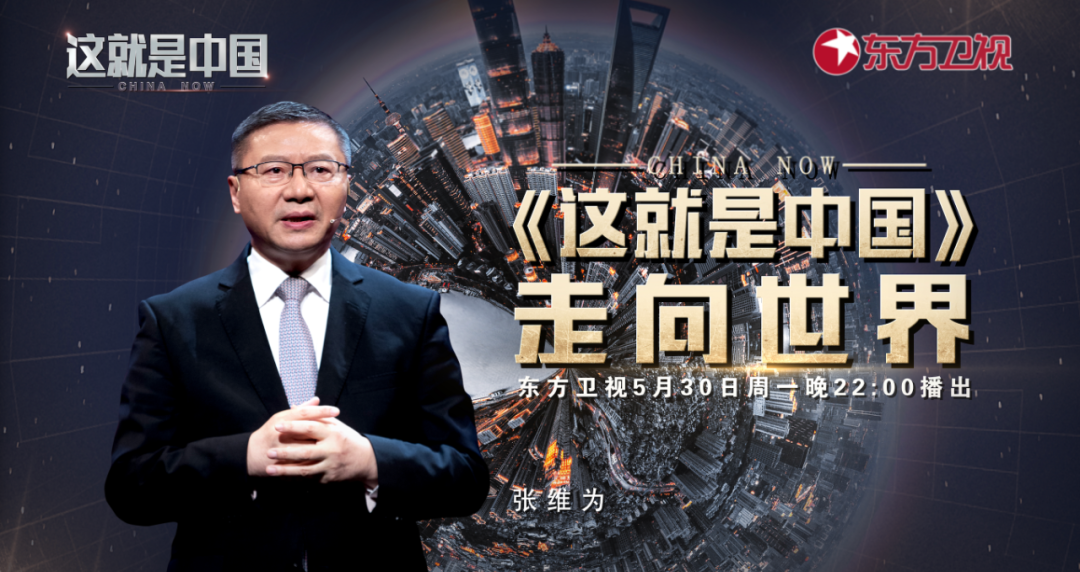 这就是中国
CHINA NOW
东方卫视
CHINA NOW
《这就是中国》
走向世界
东方卫视5月30日周一晚22:00播出
张维为